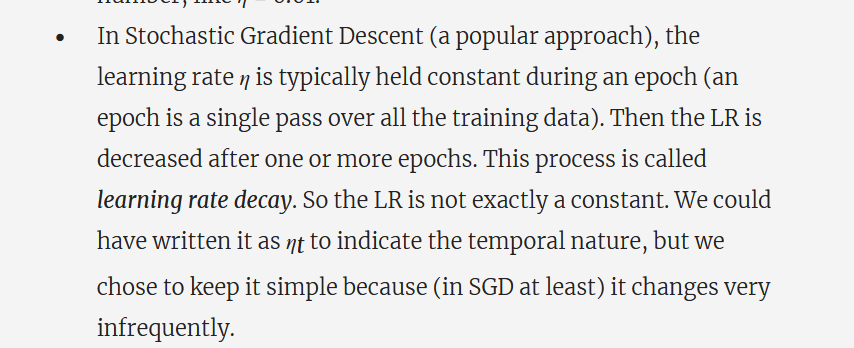 • In Stochastic Gradient Descent (a popular approach), the
learning rate η is typically held constant during an epoch (an
epoch is a single pass over all the training data). Then the LR is
decreased after one or more epochs. This process is called
learning rate decay. So the LR is not exactly a constant. We could
have written it as ηt to indicate the temporal nature, but we
chose to keep it simple because (in SGD at least) it changes very
infrequently.